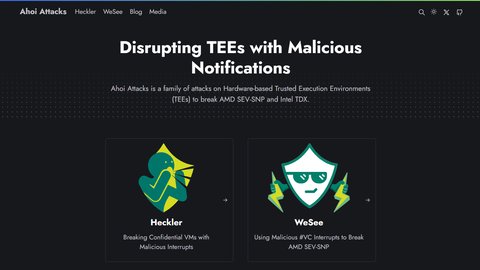 Ahoi Attacks Heckler WeSee Blog Media
Disrupting TEEs with Malicious
Notifications
Ahoi Attacks is a family of attacks on Hardware-based Trusted Execution Environments
(TEEs) to break AMD SEV-SNP and Intel TDX.
Heckler
Breaking Confidential VMs with
Malicious Interrupts
WeSee
Using Malicious #VC Interrupts to Break
AMD SEV-SNP